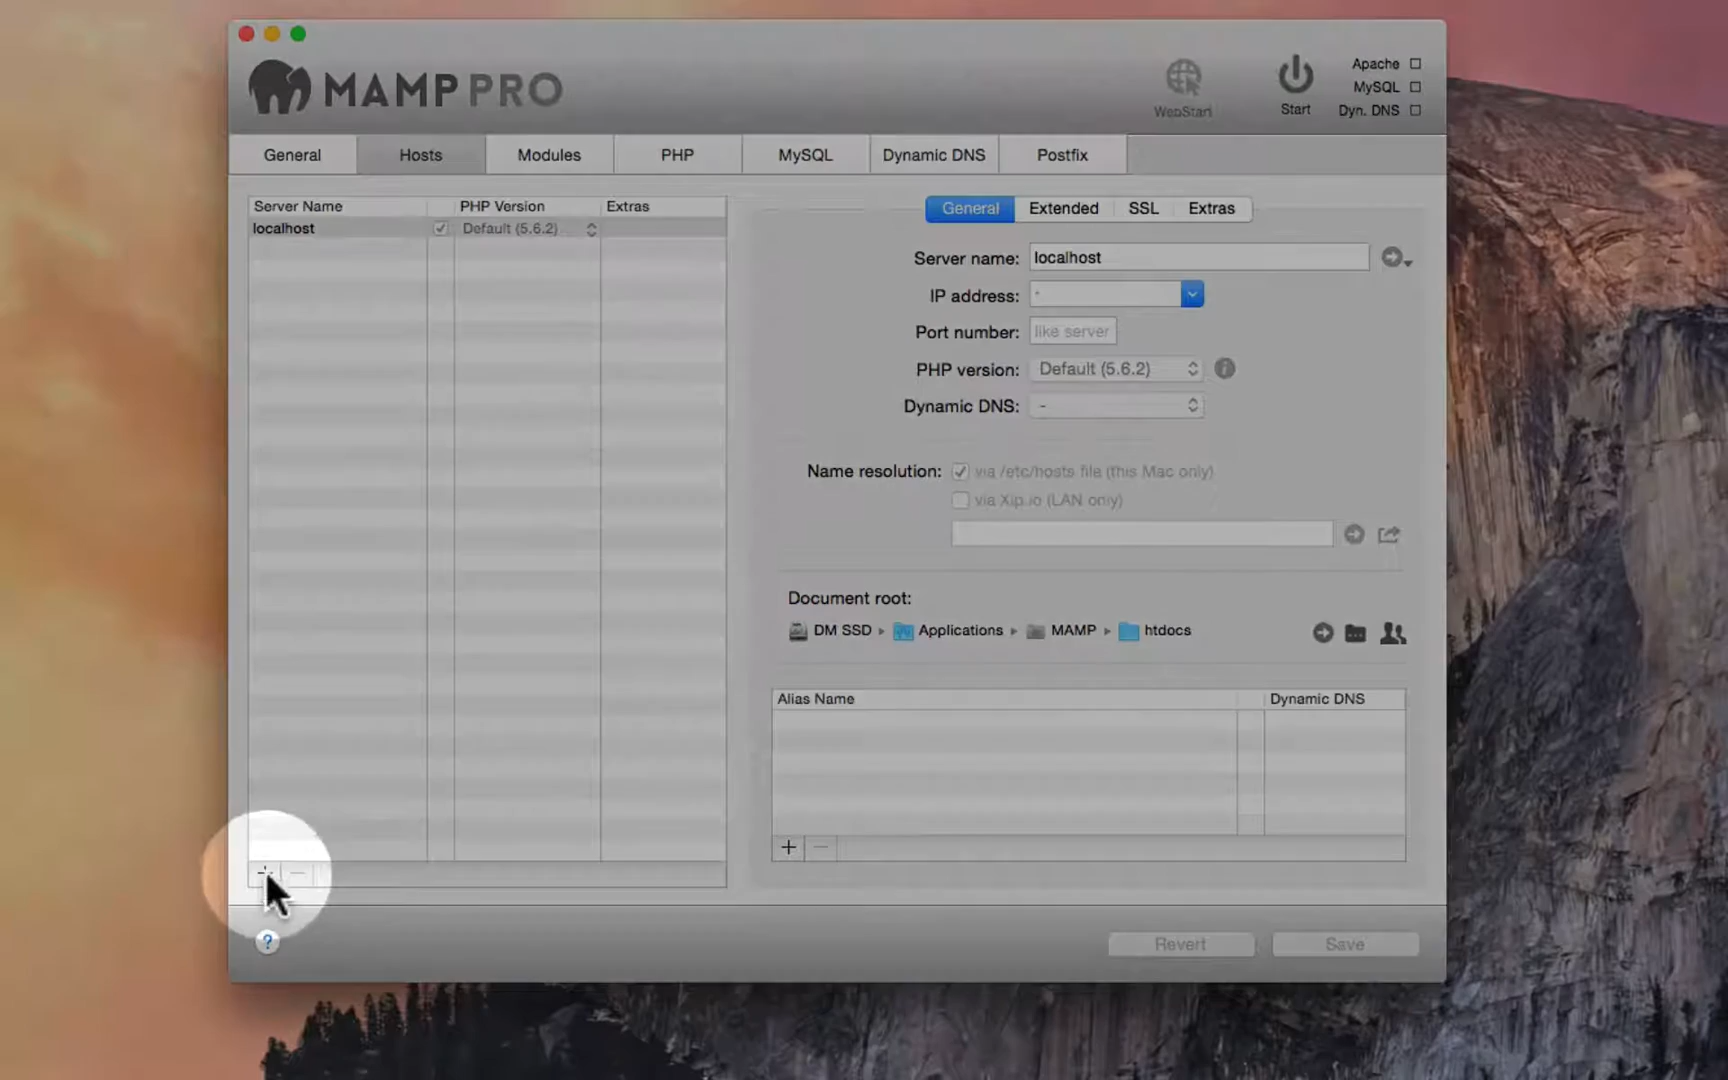 MAMP PRO
WebStart
Start
Apache
MySQL
Dyn. DNS
General
Hosts
Modules
PHP
MySQL
Dynamic DNS
Postfix
Server Name PHP Version Extras
localhost Default (5.6.2)
General Extended SSL Extras
Server name: localhost
IP address: *
Port number: like server
PHP version: Default (5.6.2)
Dynamic DNS: -
Name resolution: via /etc/hosts file (this Mac only)
via Xip.io (LAN only)
Document root:
DM SSD ▸ Applications ▸ MAMP ▸ htdocs
Alias Name Dynamic DNS
+ −
+ −
?
Revert Save